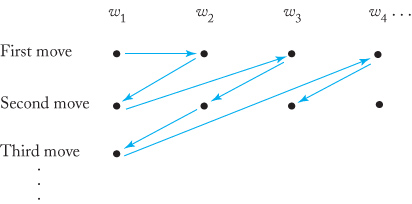 w₁ w₂ w₃ w₄ . . .
First move
Second move
Third move
.
.
.